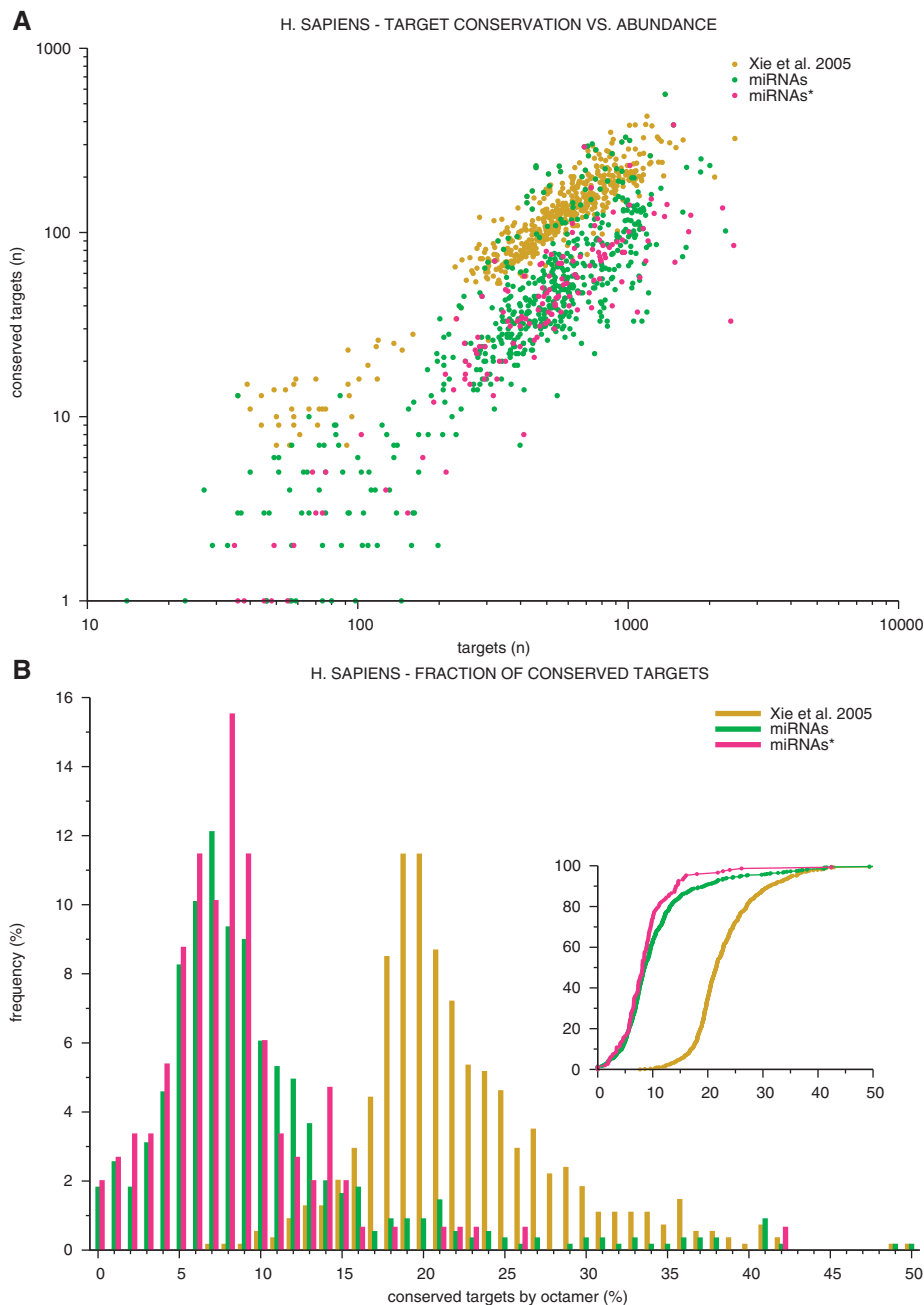 A
H. SAPIENS - TARGET CONSERVATION VS. ABUNDANCE
1000
Xie et al. 2005
miRNAs
miRNAs*
100
conserved targets (n)
10
1
10
100
1000
10000
targets (n)
B
H. SAPIENS - FRACTION OF CONSERVED TARGETS
16
Xie et al. 2005
miRNAs
miRNAs*
14
12
10
8
6
4
2
0
frequency (%)
100
80
60
40
20
0
0
10
20
30
40
50
0
5
10
15
20
25
30
35
40
45
50
conserved targets by octamer (%)